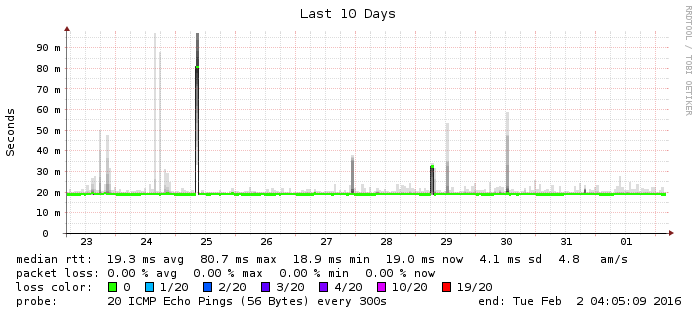 Last 10 Days
RRDTOOL / TOBI OETIKER
Seconds
90 m
80 m
70 m
60 m
50 m
40 m
30 m
20 m
10 m
0
23 24 25 26 27 28 29 30 31 01
median rtt: 19.3 ms avg 80.7 ms max 18.9 ms min 19.0 ms now 4.1 ms sd 4.8 am/s
packet loss: 0.00 % avg 0.00 % max 0.00 % min 0.00 % now
loss color: 0 1/20 2/20 3/20 4/20 10/20 19/20
probe: 20 ICMP Echo Pings (56 Bytes) every 300s end: Tue Feb 2 04:05:09 2016